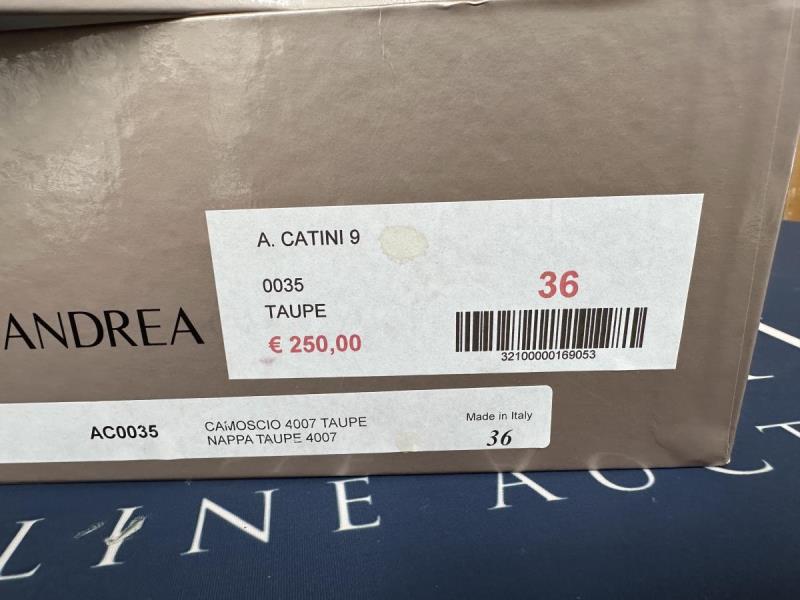 A. CATINI 9
0035
TAUPE
€ 250,00
36
32100000169053
ANDREA
AC0035
CAMOSCIO 4007 TAUPE
NAPPA TAUPE 4007
Made in Italy
36
LINE AUCT